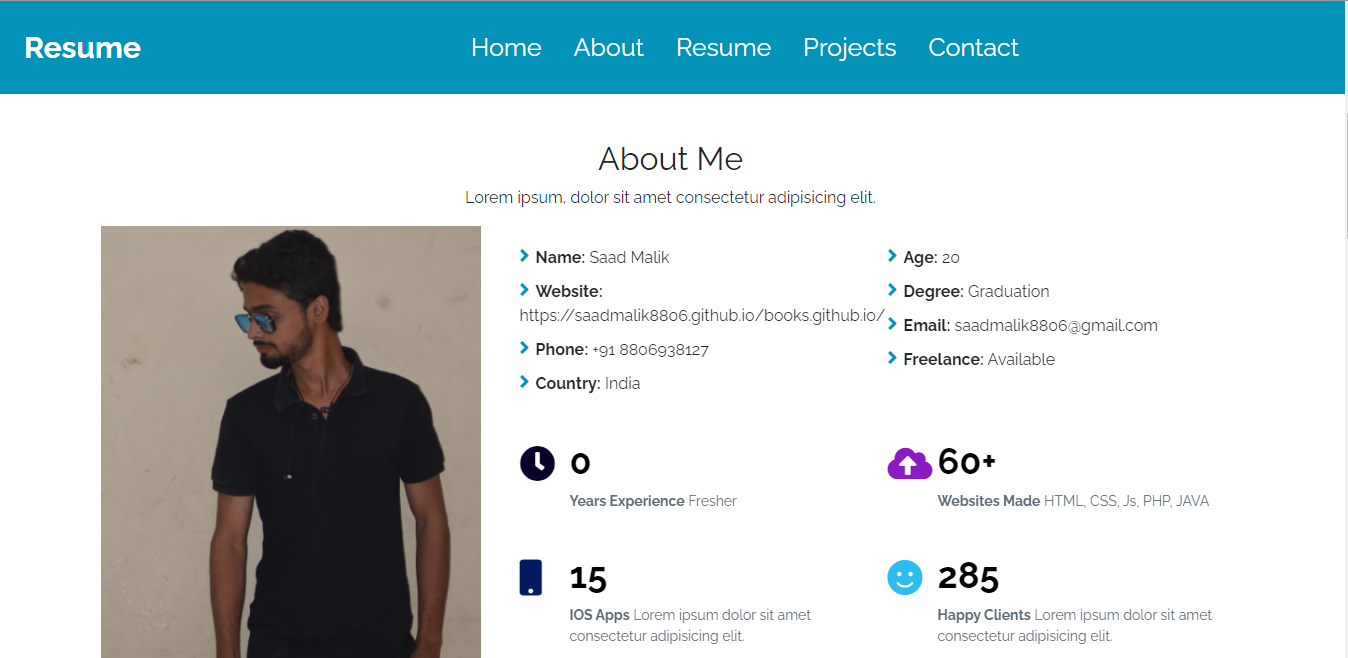 Resume
Home About Resume Projects Contact
About Me
Lorem ipsum, dolor sit amet consectetur adipisicing elit.
Name: Saad Malik
Website:
https://saadmalik8806.github.io/books.github.io/
Phone: +91 8806938127
Country: India
Age: 20
Degree: Graduation
Email: saadmalik8806@gmail.com
Freelance: Available
0
Years Experience Fresher
60+
Websites Made HTML, CSS, Js, PHP, JAVA
15
IOS Apps Lorem ipsum dolor sit amet
consectetur adipisicing elit.
285
Happy Clients Lorem ipsum dolor sit amet
consectetur adipisicing elit.